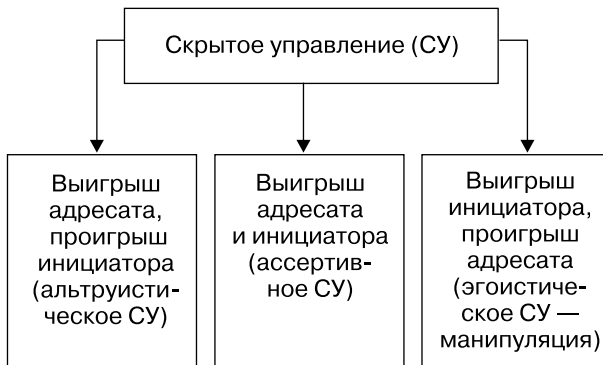 Скрытое управление (СУ)
Выигрыш
адресата,
проигрыш
инициатора
(альтруисти-
ческое СУ)
Выигрыш
адресата
и инициатора
(ассертив-
ное СУ)
Выигрыш
инициатора,
проигрыш
адресата
(эгоистиче-
ское СУ —
манипуляция)